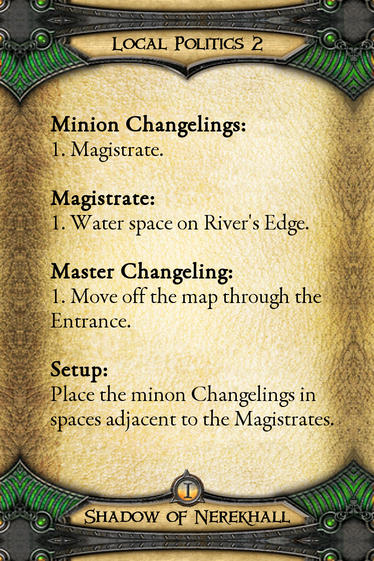 Local Politics 2
Minion Changelings:
1. Magistrate.
Magistrate:
1. Water space on River's Edge.
Master Changeling:
1. Move off the map through the
Entrance.
Setup:
Place the minon Changelings in
spaces adjacent to the Magistrates.
I
Shadow of Nerekhall